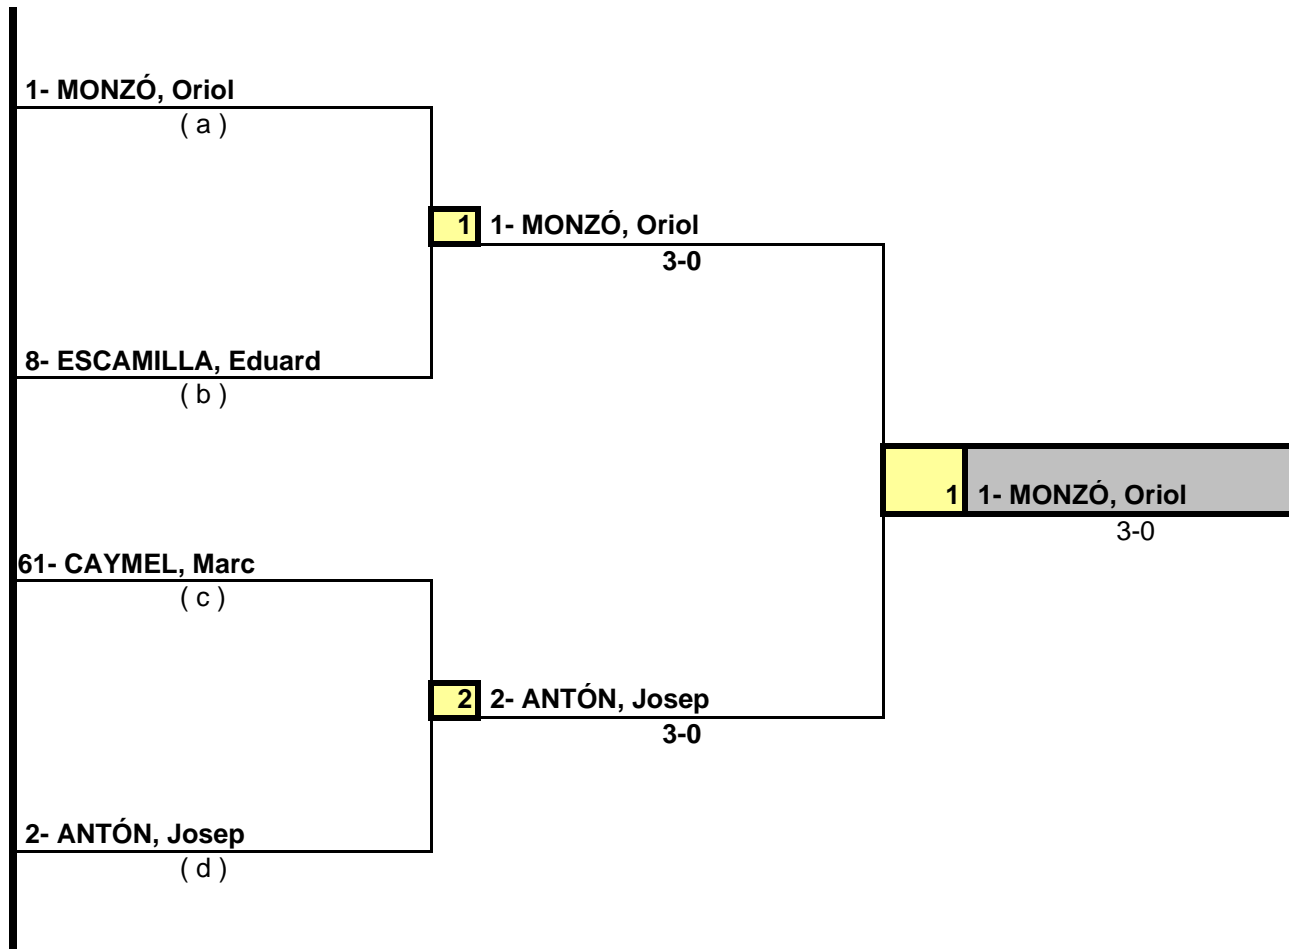 1- MONZÓ, Oriol
( a )
1 1- MONZÓ, Oriol
3-0
8- ESCAMILLA, Eduard
( b )
1 1- MONZÓ, Oriol
3-0
61- CAYMEL, Marc
( c )
2 2- ANTÓN, Josep
3-0
2- ANTÓN, Josep
( d )